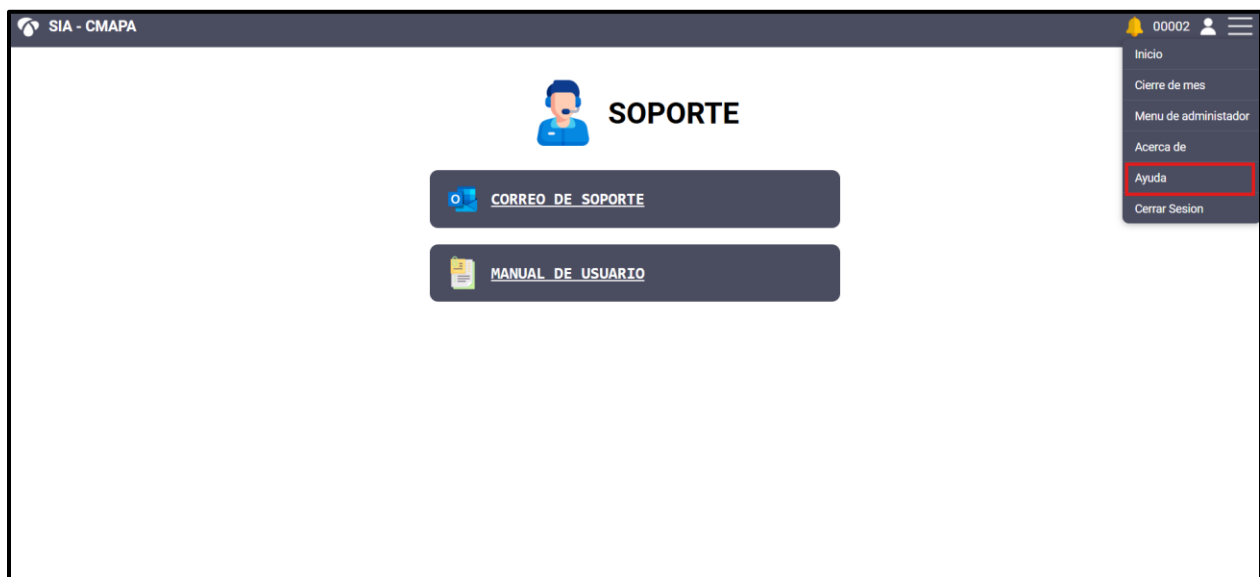 SIA - CMAPA
00002
Inicio
Cierre de mes
Menu de administador
Acerca de
Ayuda
Cerrar Sesion
SOPORTE
CORREO DE SOPORTE
MANUAL DE USUARIO